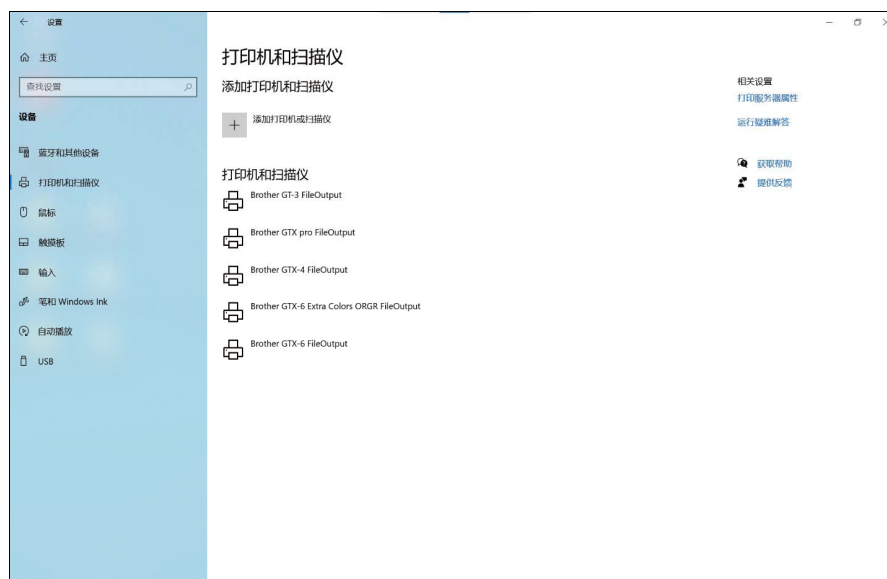 设置
主页
查找设置
设备
蓝牙和其他设备
打印机和扫描仪
鼠标
触摸板
输入
笔和 Windows Ink
自动播放
USB
打印机和扫描仪
添加打印机和扫描仪
添加打印机或扫描仪
打印机和扫描仪
Brother GT-3 FileOutput
Brother GTX pro FileOutput
Brother GTX-4 FileOutput
Brother GTX-6 Extra Colors ORGR FileOutput
Brother GTX-6 FileOutput
相关设置
打印服务器属性
运行疑难解答
获取帮助
提供反馈